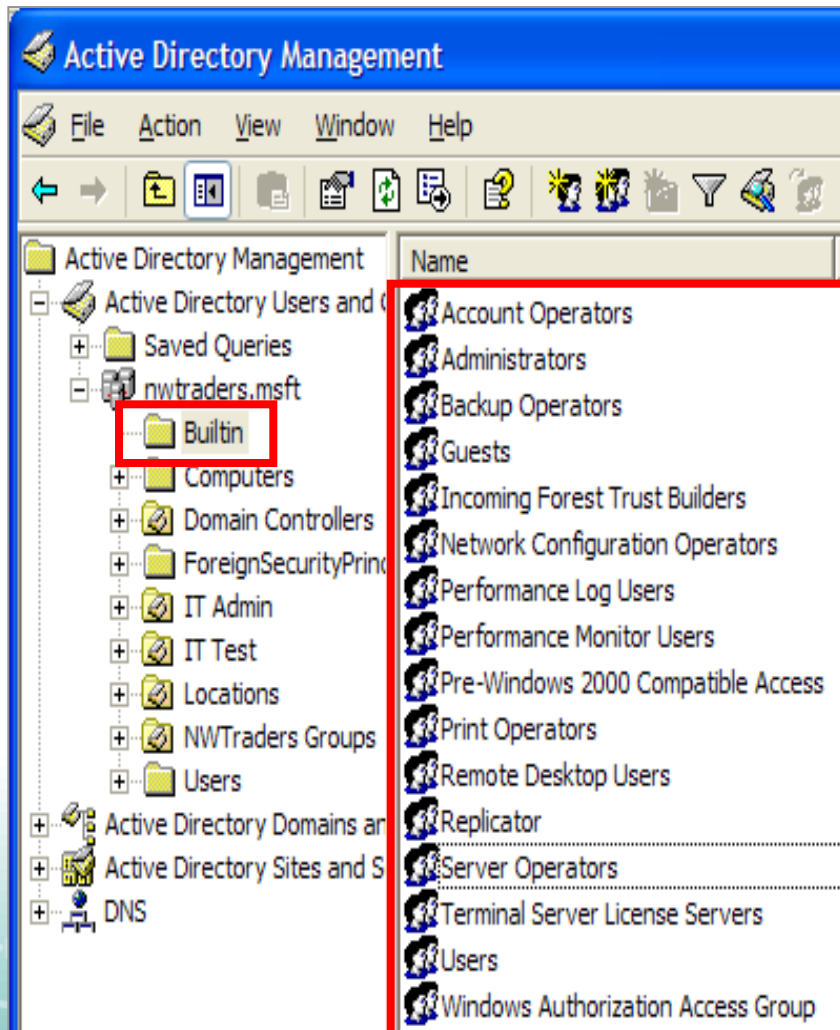 Active Directory Management
File Action View Window Help
Active Directory Management
Active Directory Users and
Saved Queries
nwtraders.msft
Builtin
Computers
Domain Controllers
ForeignSecurityPrinc
IT Admin
IT Test
Locations
NWTraders Groups
Users
Active Directory Domains an
Active Directory Sites and S
DNS
Name
Account Operators
Administrators
Backup Operators
Guests
Incoming Forest Trust Builders
Network Configuration Operators
Performance Log Users
Performance Monitor Users
Pre-Windows 2000 Compatible Access
Print Operators
Remote Desktop Users
Replicator
Server Operators
Terminal Server License Servers
Users
Windows Authorization Access Group